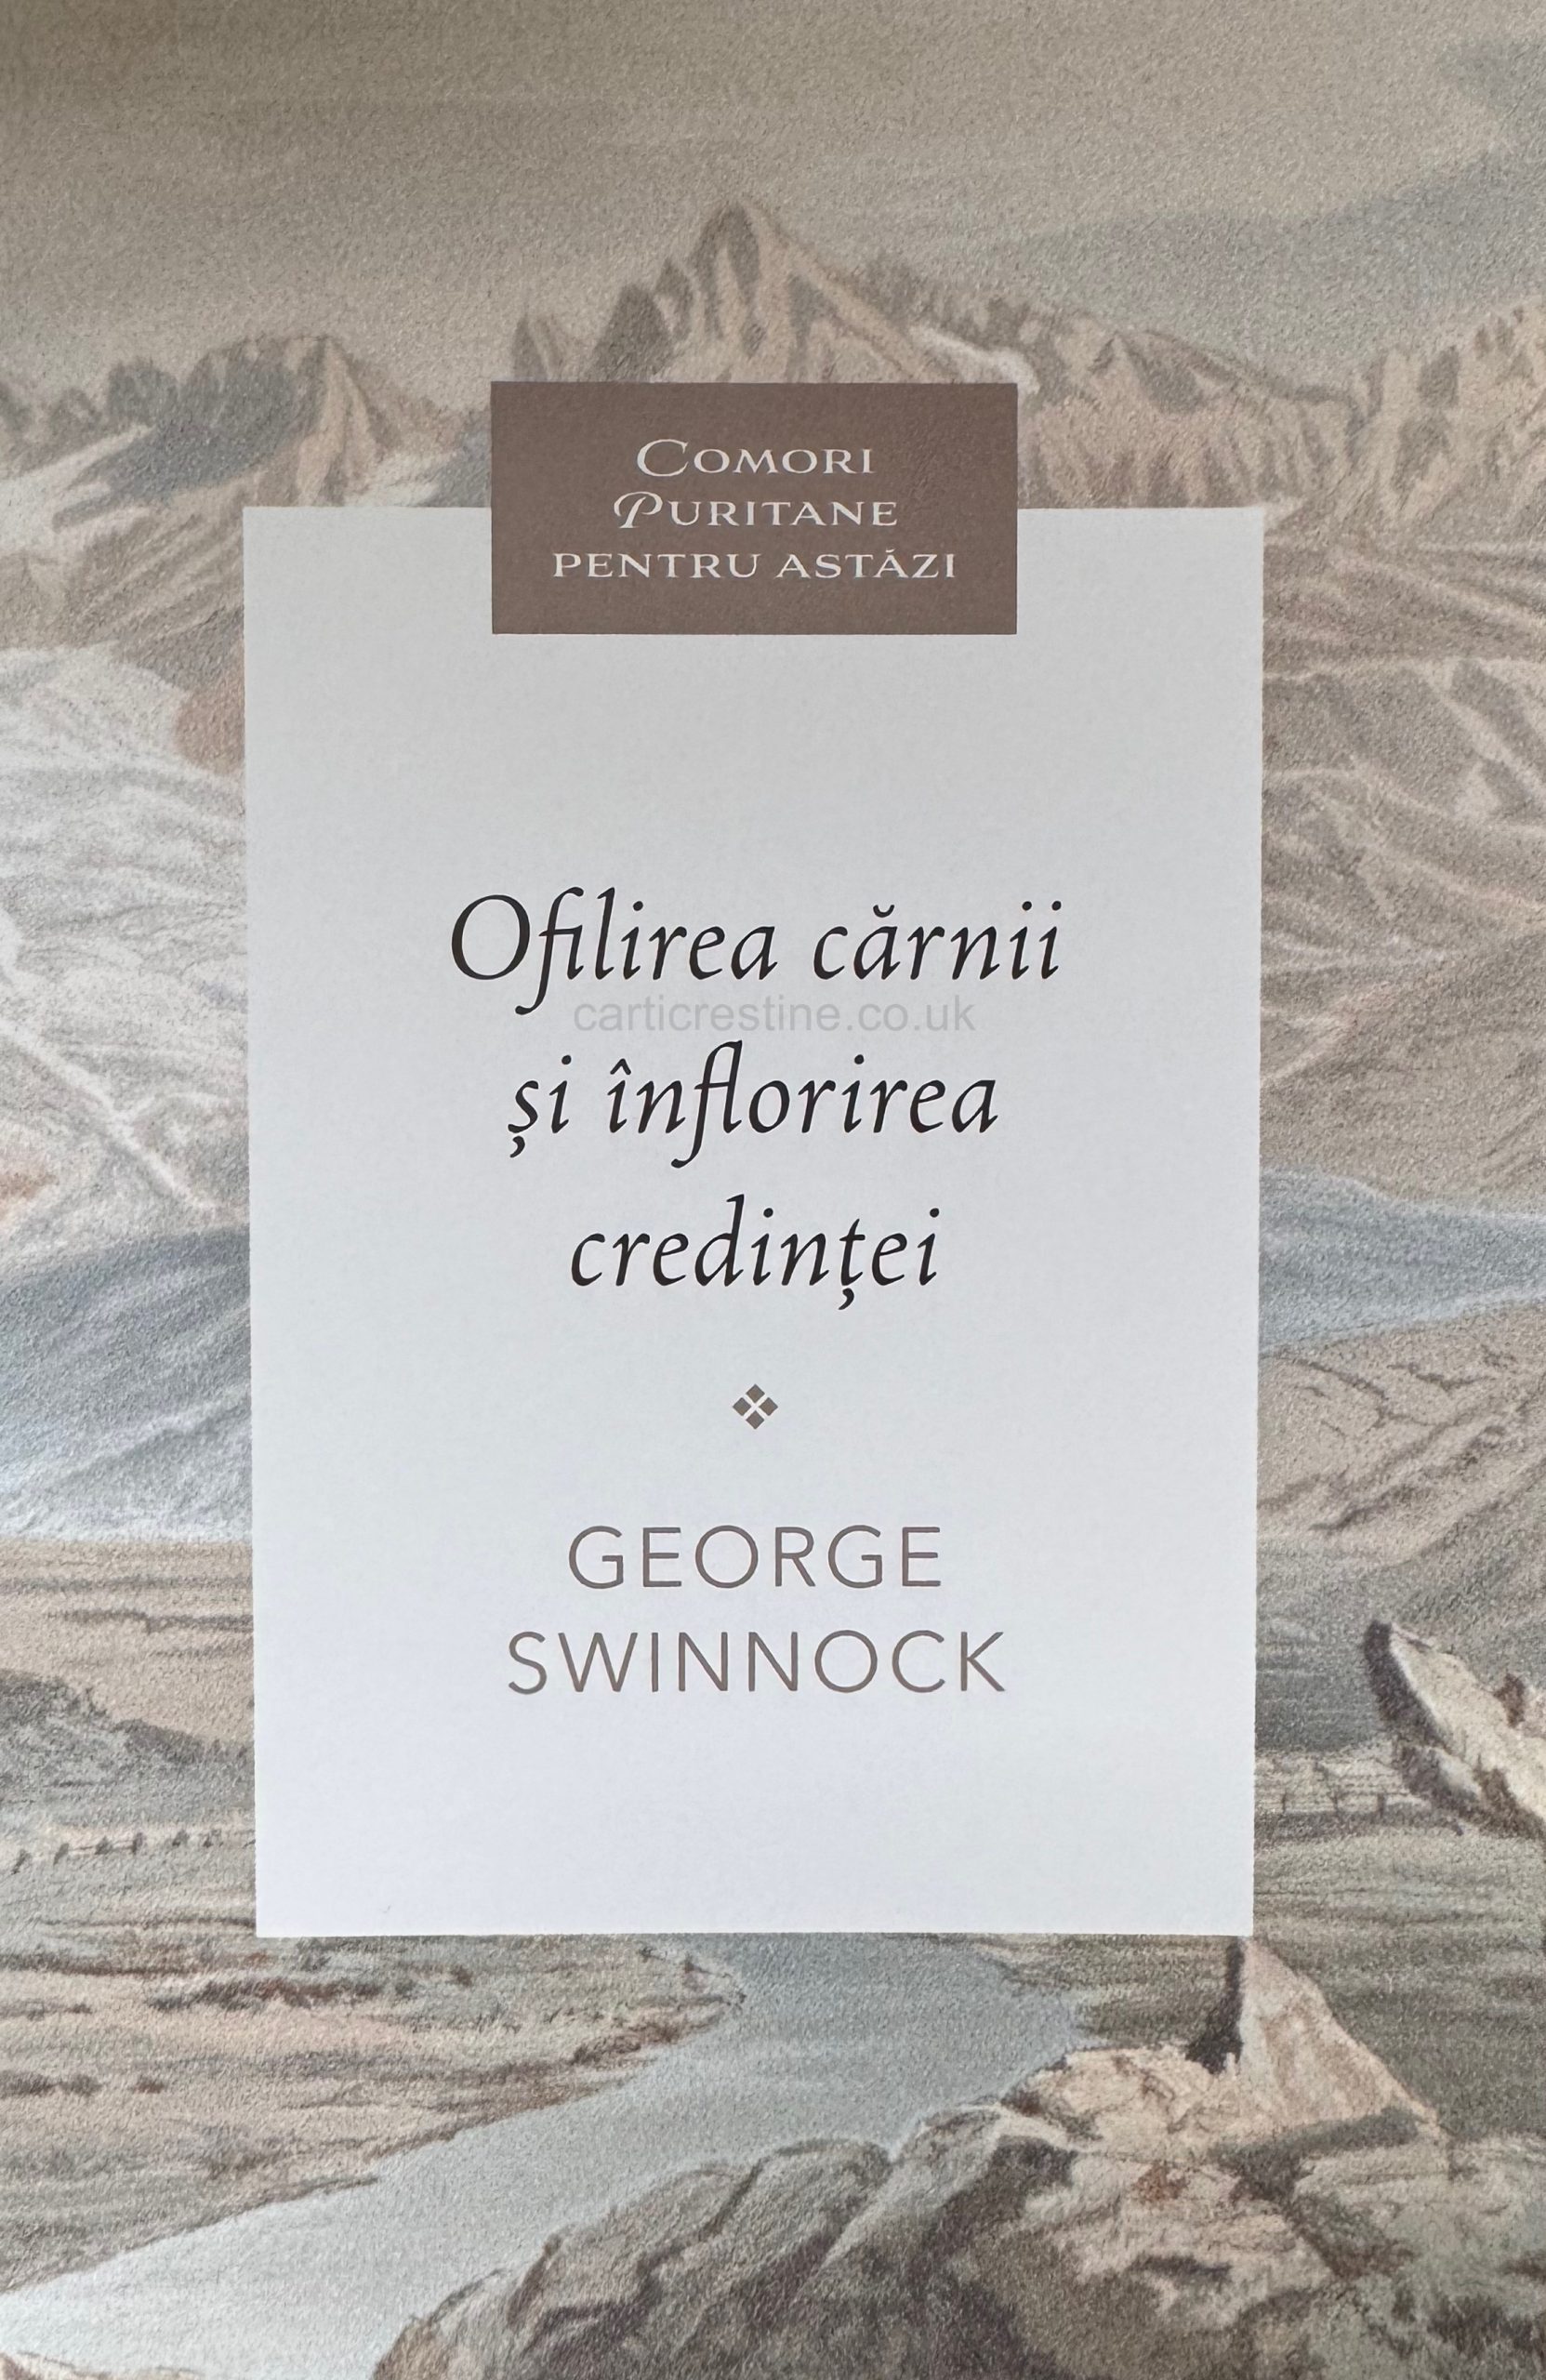 COMORI
PURITANE
PENTRU ASTĂZI
Ofilirea cărnii
carticrestine.co.uk
și înflorirea
credinței
GEORGE
SWINNOCK